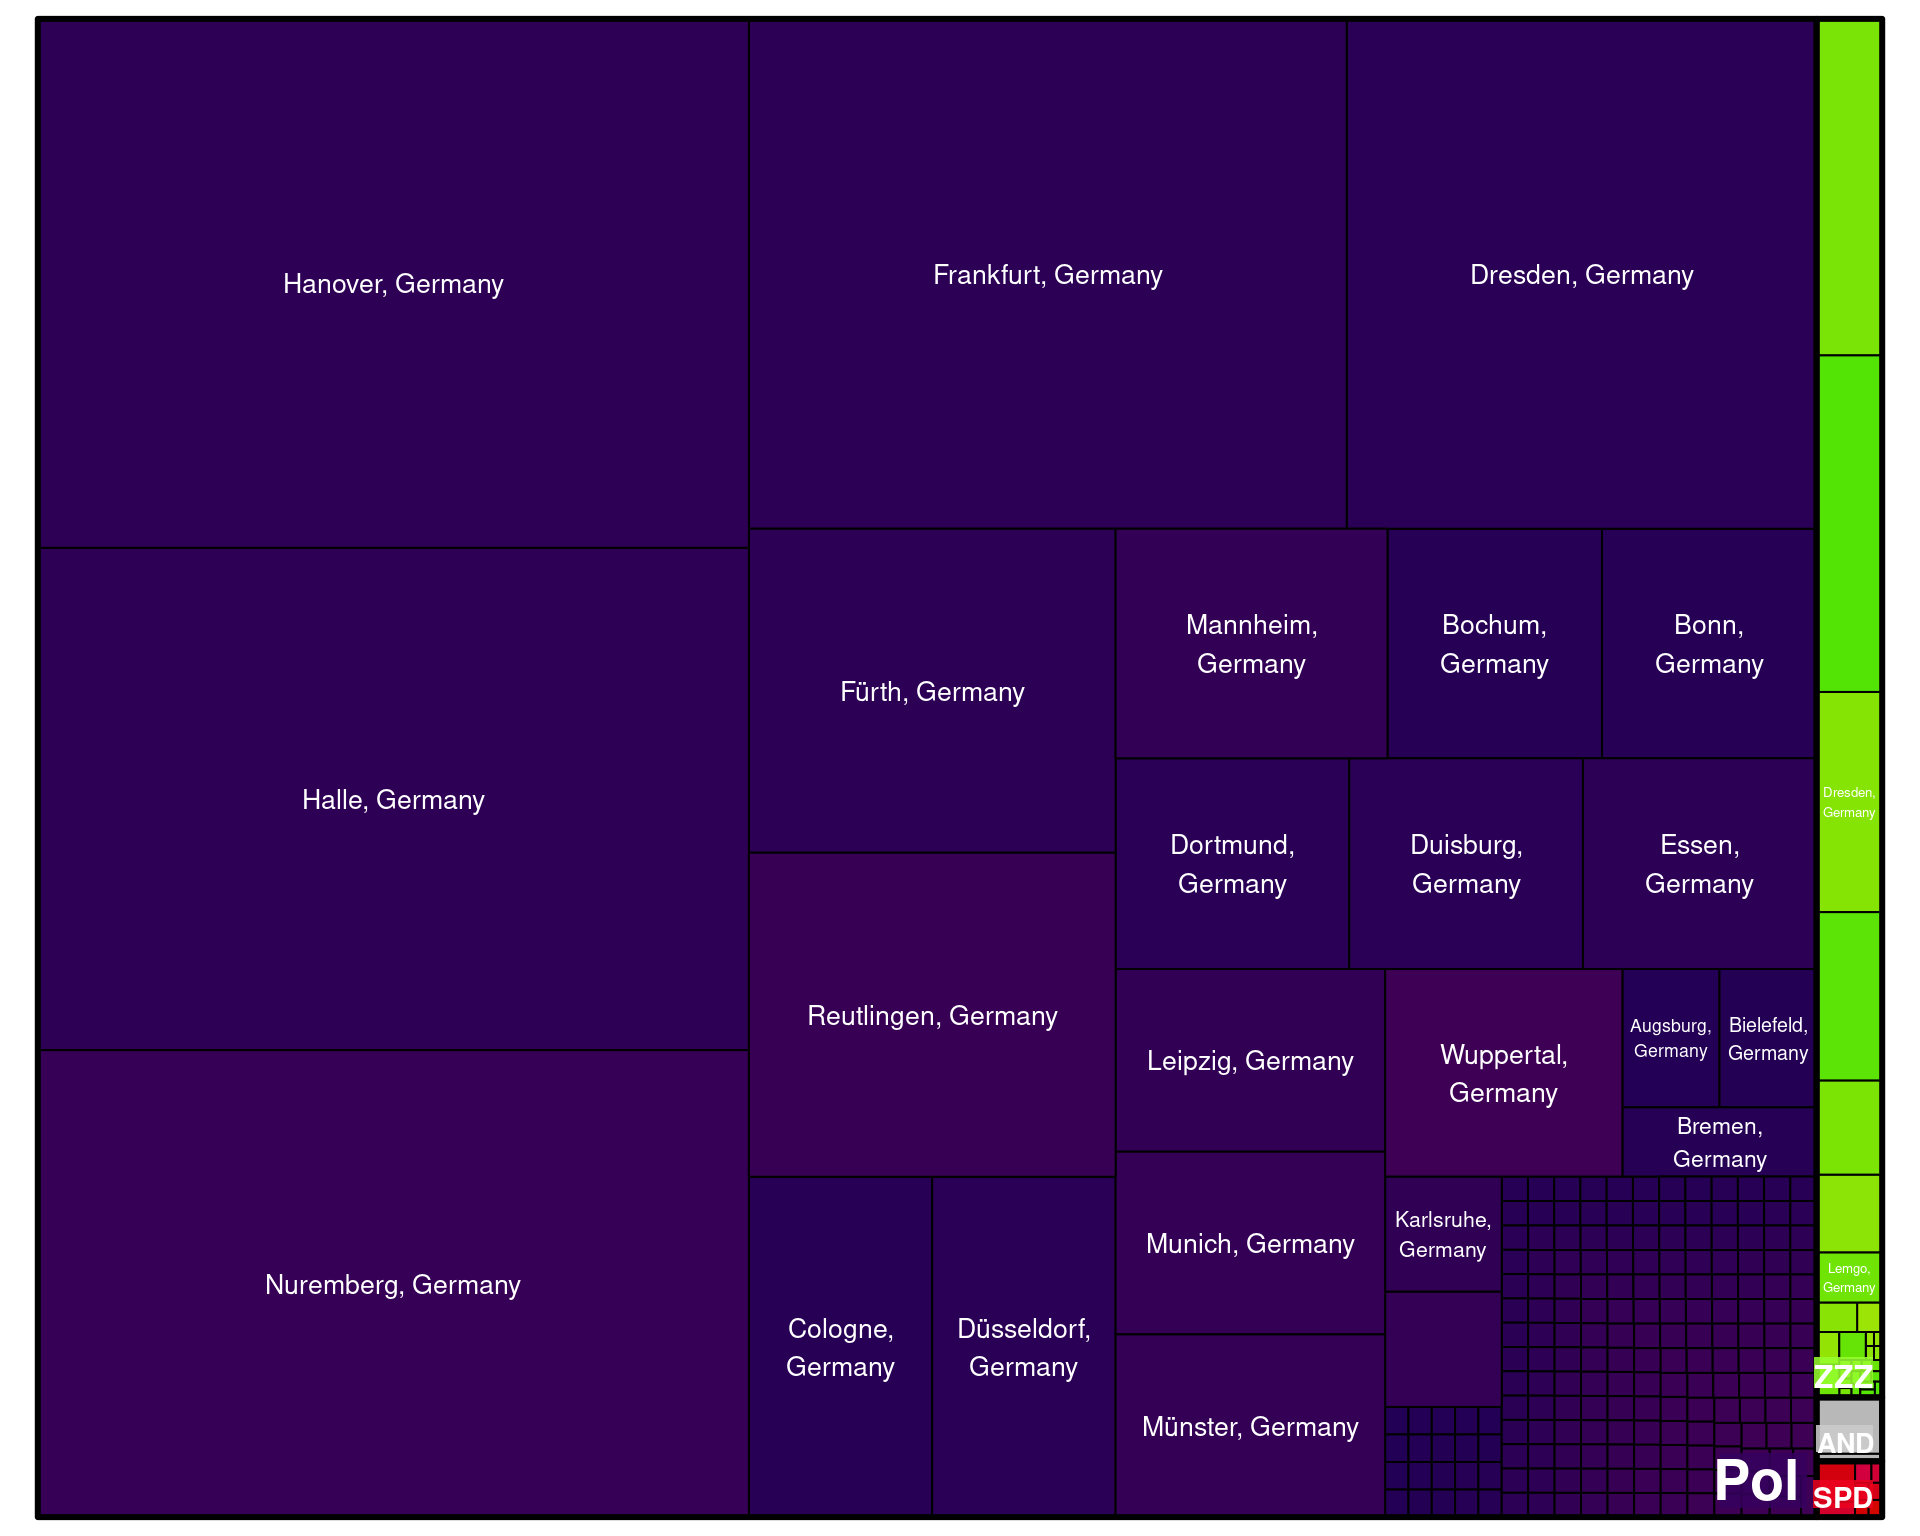 Hanover, Germany
Frankfurt, Germany
Dresden, Germany
Halle, Germany
Nuremberg, Germany
Fürth, Germany
Reutlingen, Germany
Cologne,
Germany
Düsseldorf,
Germany
Mannheim,
Germany
Bochum,
Germany
Bonn,
Germany
Dortmund,
Germany
Duisburg,
Germany
Essen,
Germany
Leipzig, Germany
Munich, Germany
Münster, Germany
Wuppertal,
Germany
Augsburg,
Germany
Bielefeld,
Germany
Bremen,
Germany
Karlsruhe,
Germany
Pol
Dresden,
Germany
Lemgo,
Germany
ZZZ
AND
SPD